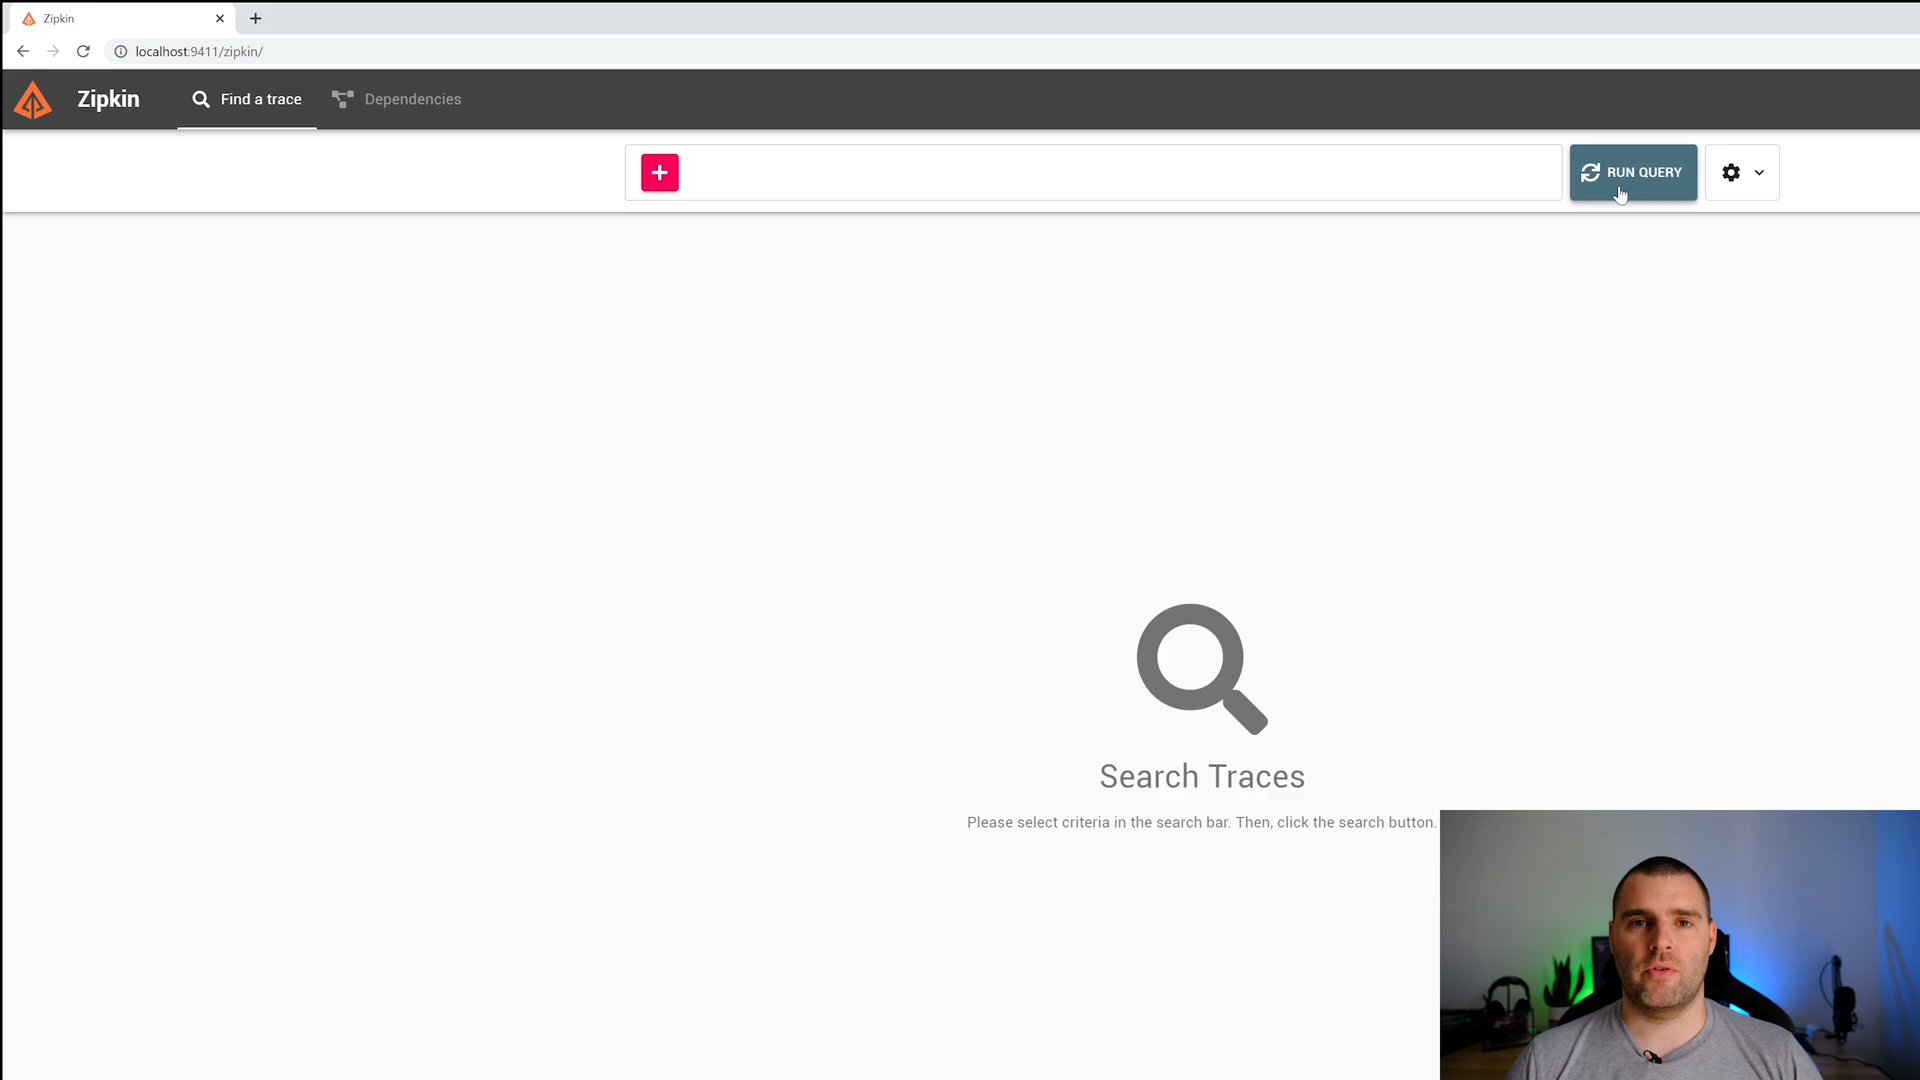 Zipkin
localhost:9411/zipkin/
Zipkin
Find a trace
Dependencies
RUN QUERY
Search Traces
Please select criteria in the search bar. Then, click the search button.